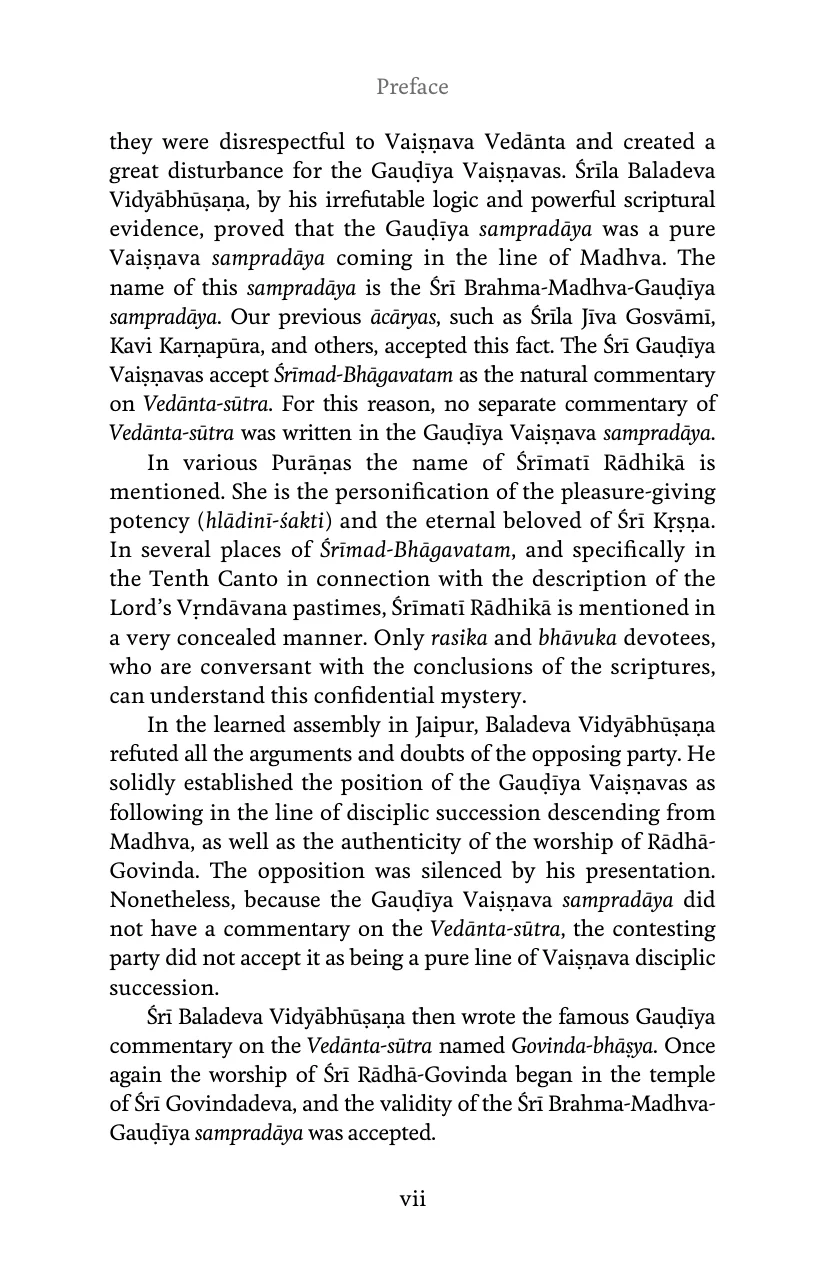 Preface
they were disrespectful to Vaiṣṇava Vedānta and created a
great disturbance for the Gauḍīya Vaiṣṇavas. Śrīla Baladeva
Vidyābhūṣaṇa, by his irrefutable logic and powerful scriptural
evidence, proved that the Gauḍīya sampradāya was a pure
Vaiṣṇava sampradāya coming in the line of Madhva. The
name of this sampradāya is the Śrī Brahma-Madhva-Gauḍīya
sampradāya. Our previous ācāryas, such as Śrīla Jīva Gosvāmī,
Kavi Karṇapūra, and others, accepted this fact. The Śrī Gauḍīya
Vaiṣṇavas accept Śrīmad-Bhāgavatam as the natural commentary
on Vedānta-sūtra. For this reason, no separate commentary of
Vedānta-sūtra was written in the Gauḍīya Vaiṣṇava sampradāya.
In various Purāṇas the name of Śrīmatī Rādhikā is
mentioned. She is the personification of the pleasure-giving
potency (hlādinī-śakti) and the eternal beloved of Śrī Kṛṣṇa.
In several places of Śrīmad-Bhāgavatam, and specifically in
the Tenth Canto in connection with the description of the
Lord’s Vṛndāvana pastimes, Śrīmatī Rādhikā is mentioned in
a very concealed manner. Only rasika and bhāvuka devotees,
who are conversant with the conclusions of the scriptures,
can understand this confidential mystery.
In the learned assembly in Jaipur, Baladeva Vidyābhūṣaṇa
refuted all the arguments and doubts of the opposing party. He
solidly established the position of the Gauḍīya Vaiṣṇavas as
following in the line of disciplic succession descending from
Madhva, as well as the authenticity of the worship of Rādhā-
Govinda. The opposition was silenced by his presentation.
Nonetheless, because the Gauḍīya Vaiṣṇava sampradāya did
not have a commentary on the Vedānta-sūtra, the contesting
party did not accept it as being a pure line of Vaiṣṇava disciplic
succession.
Śrī Baladeva Vidyābhūṣaṇa then wrote the famous Gauḍīya
commentary on the Vedānta-sūtra named Govinda-bhāṣya. Once
again the worship of Śrī Rādhā-Govinda began in the temple
of Śrī Govindadeva, and the validity of the Śrī Brahma-Madhva-
Gauḍīya sampradāya was accepted.
vii